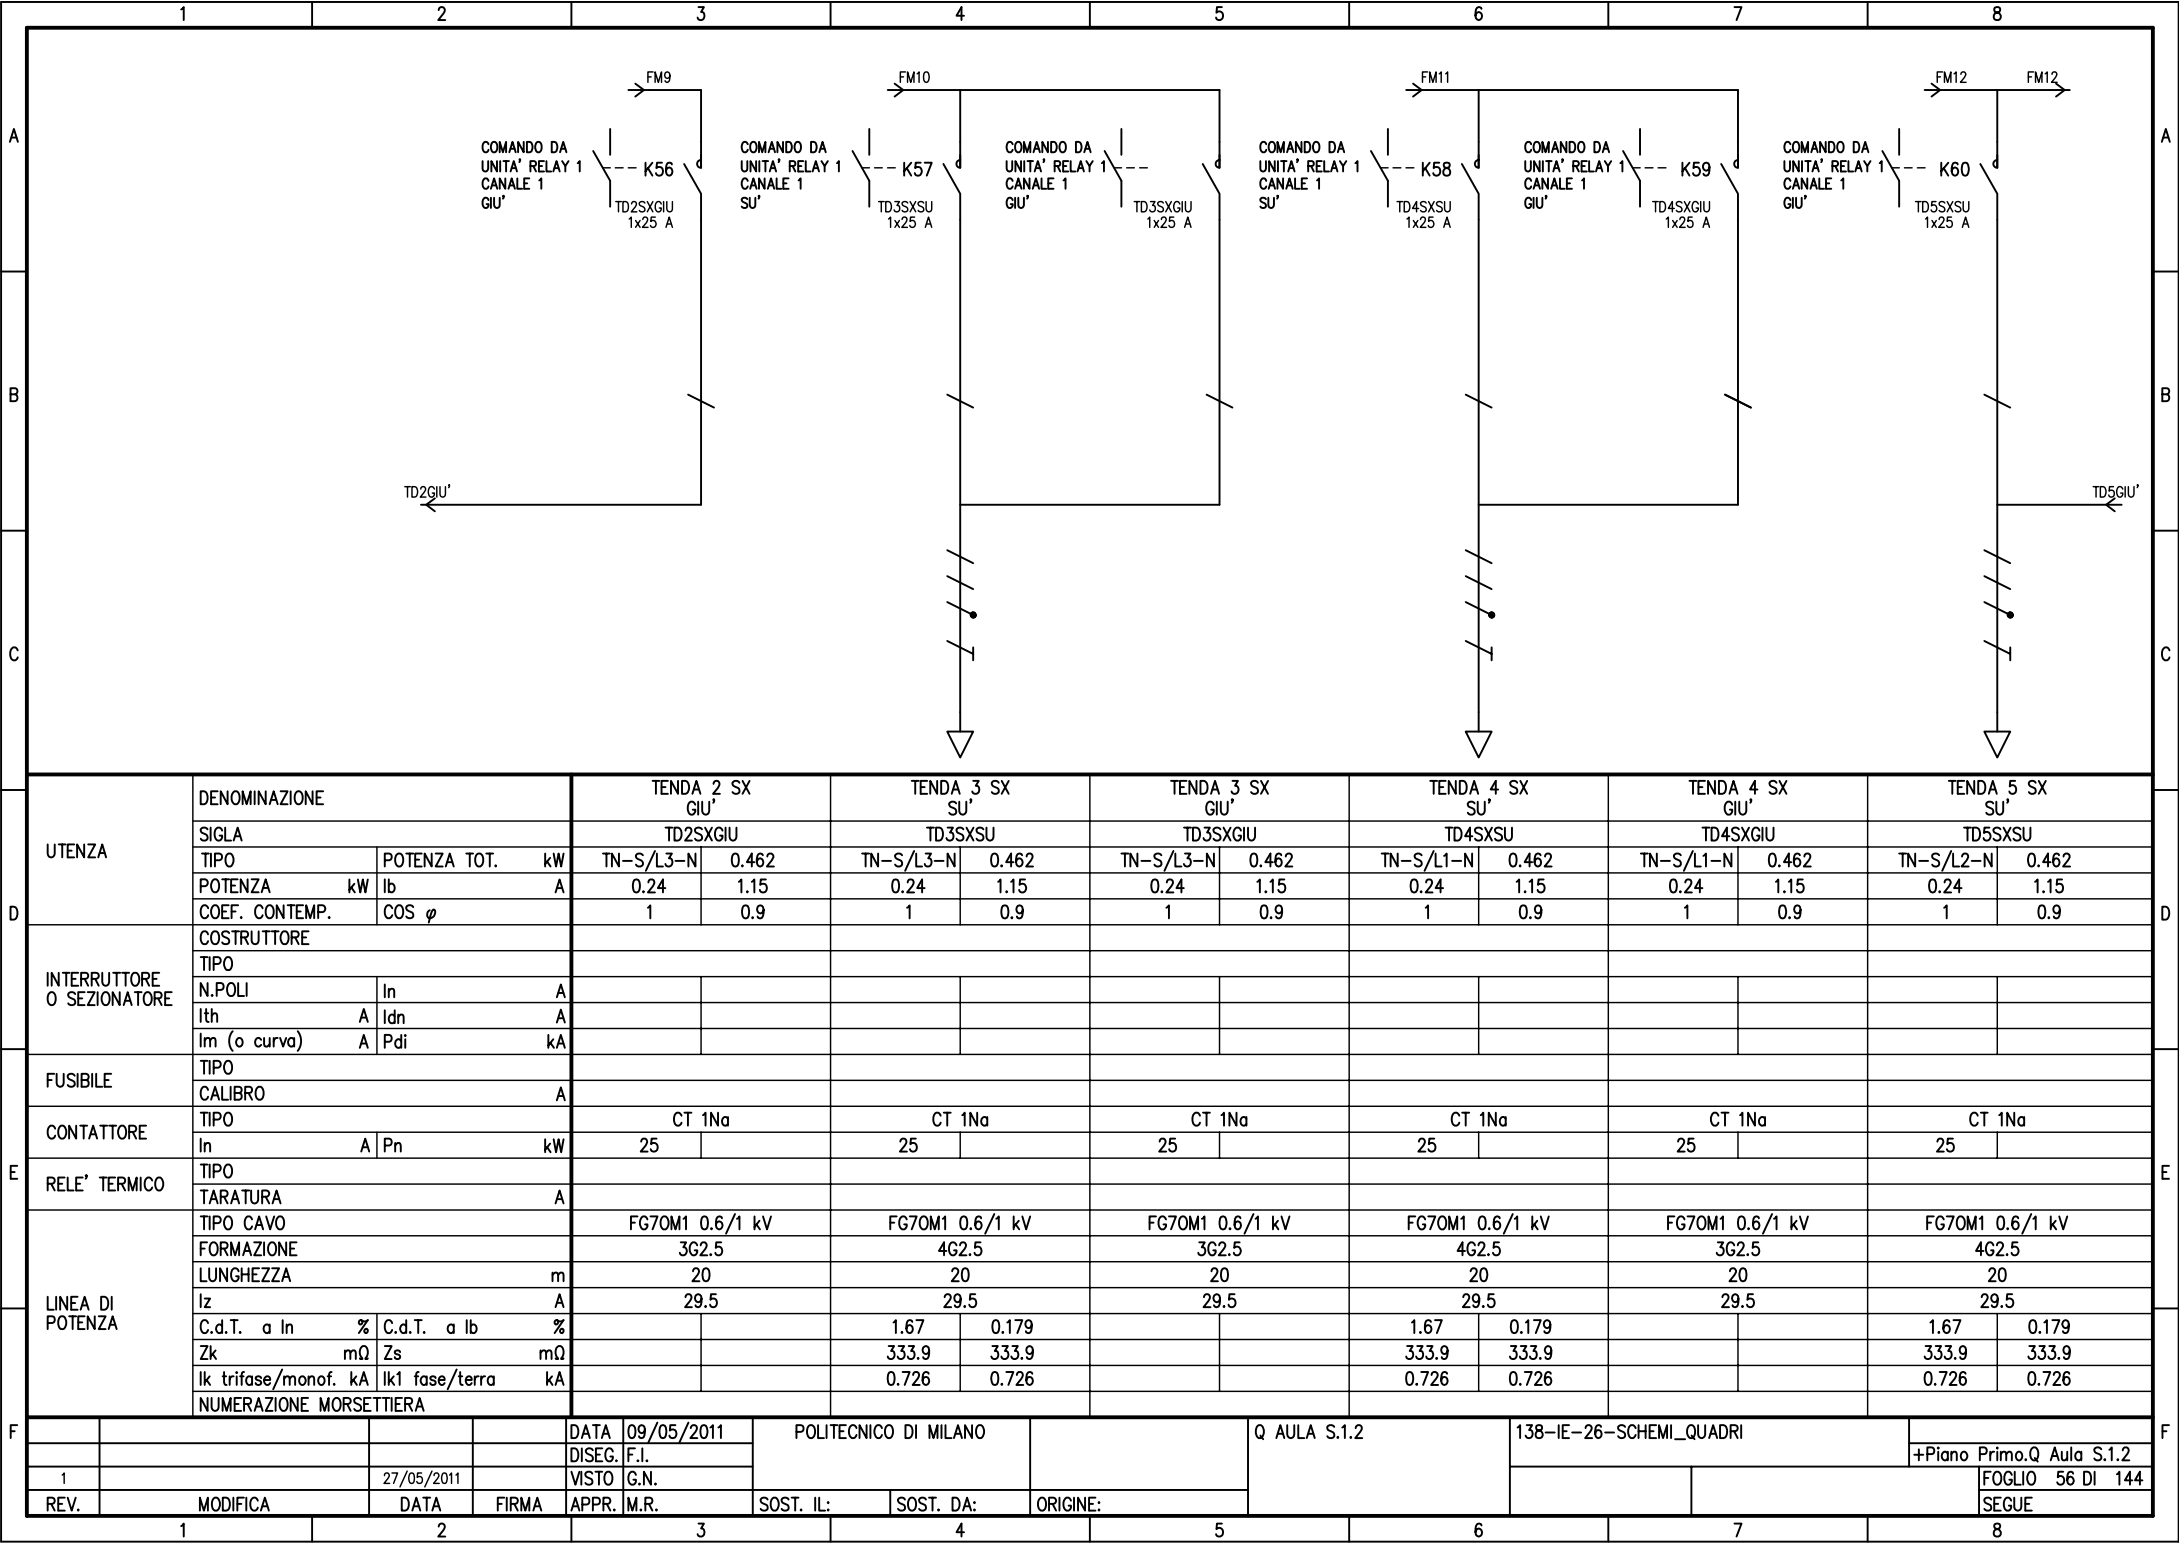 1 2 3 4 5 6 7 8
FM9 FM10 FM11 FM12 FM12
A A
COMANDO DA
UNITA' RELAY 1
CANALE 1
GIU'
K56
TD2SXGIU
1x25 A
COMANDO DA
UNITA' RELAY 1
CANALE 1
SU'
K57
TD3SXSU
1x25 A
COMANDO DA
UNITA' RELAY 1
CANALE 1
GIU'
TD3SXGIU
1x25 A
COMANDO DA
UNITA' RELAY 1
CANALE 1
SU'
K58
TD4SXSU
1x25 A
COMANDO DA
UNITA' RELAY 1
CANALE 1
GIU'
K59
TD4SXGIU
1x25 A
COMANDO DA
UNITA' RELAY 1
CANALE 1
GIU'
K60
TD5SXSU
1x25 A
B B
TD2GIU' TD5GIU'
C C
UTENZA
DENOMINAZIONE
TENDA 2 SX
GIU'
TENDA 3 SX
SU'
TENDA 3 SX
GIU'
TENDA 4 SX
SU'
TENDA 4 SX
GIU'
TENDA 5 SX
SU'
SIGLA TD2SXGIU TD3SXSU TD3SXGIU TD4SXSU TD4SXGIU TD5SXSU
TIPO POTENZA TOT. kW TN-S/L3-N 0.462 TN-S/L3-N 0.462 TN-S/L3-N 0.462 TN-S/L1-N 0.462 TN-S/L1-N 0.462 TN-S/L2-N 0.462
POTENZA kW Ib A 0.24 1.15 0.24 1.15 0.24 1.15 0.24 1.15 0.24 1.15 0.24 1.15
D COEF. CONTEMP. COS φ 1 0.9 1 0.9 1 0.9 1 0.9 1 0.9 1 0.9 D
INTERRUTTORE
O SEZIONATORE
COSTRUTTORE
TIPO
N.POLI In A
Ith A Idn A
Im (o curva) A Pdi kA
FUSIBILE
TIPO
CALIBRO A
CONTATTORE
TIPO CT 1Na CT 1Na CT 1Na CT 1Na CT 1Na CT 1Na
In A Pn kW 25 25 25 25 25 25
E E
RELE' TERMICO
TIPO
TARATURA A
LINEA DI
POTENZA
TIPO CAVO FG7OM1 0.6/1 kV FG7OM1 0.6/1 kV FG7OM1 0.6/1 kV FG7OM1 0.6/1 kV FG7OM1 0.6/1 kV FG7OM1 0.6/1 kV
FORMAZIONE 3G2.5 4G2.5 3G2.5 4G2.5 3G2.5 4G2.5
LUNGHEZZA m 20 20 20 20 20 20
Iz A 29.5 29.5 29.5 29.5 29.5 29.5
C.d.T. a In % C.d.T. a Ib % 1.67 0.179 1.67 0.179 1.67 0.179
Zk mΩ Zs mΩ 333.9 333.9 333.9 333.9 333.9 333.9
Ik trifase/monof. kA Ik1 fase/terra kA 0.726 0.726 0.726 0.726 0.726 0.726
NUMERAZIONE MORSETTIERA
F F
DATA 09/05/2011 POLITECNICO DI MILANO Q AULA S.1.2 138-IE-26-SCHEMI_QUADRI
DISEG. F.I. +Piano Primo.Q Aula S.1.2
1 27/05/2011 VISTO G.N. FOGLIO 56 DI 144
REV. MODIFICA DATA FIRMA APPR. M.R. SOST. IL: SOST. DA: ORIGINE: SEGUE
1 2 3 4 5 6 7 8